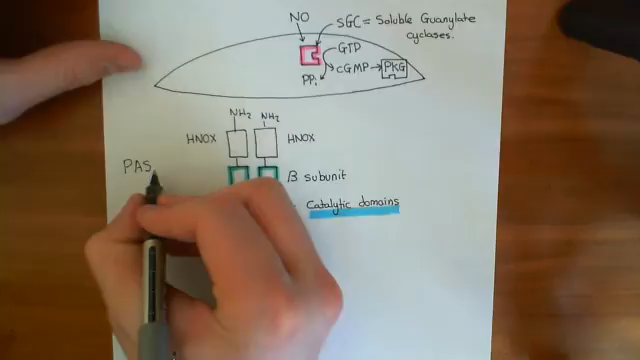 NO
SGC = Soluble Guanylate cyclases.
GTP
cGMP → PKG
PPi
NH2 NH2
HNOX HNOX
PAS
β subunit
Catalytic domains